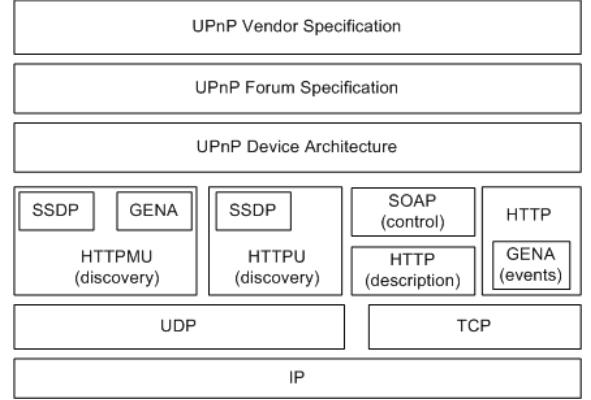 UPnP Vendor Specification
UPnP Forum Specification
UPnP Device Architecture
SSDP
GENA
HTTPMU
(discovery)
SSDP
HTTPU
(discovery)
SOAP
(control)
HTTP
(description)
HTTP
GENA
(events)
UDP
TCP
IP